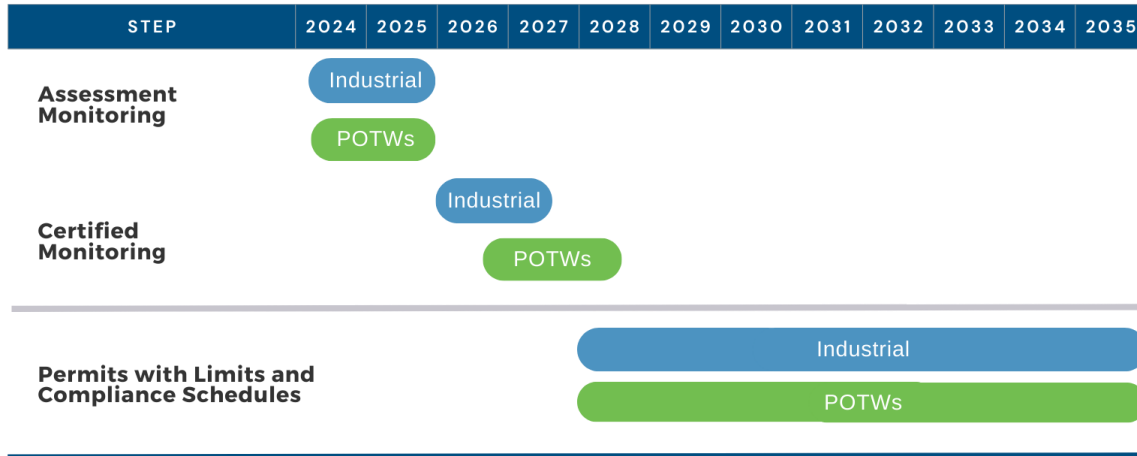 STEP 2024 2025 2026 2027 2028 2029 2030 2031 2032 2033 2034 2035
Assessment
Monitoring
Industrial
POTWs
Certified
Monitoring
Industrial
POTWs
Permits with Limits and
Compliance Schedules
Industrial
POTWs